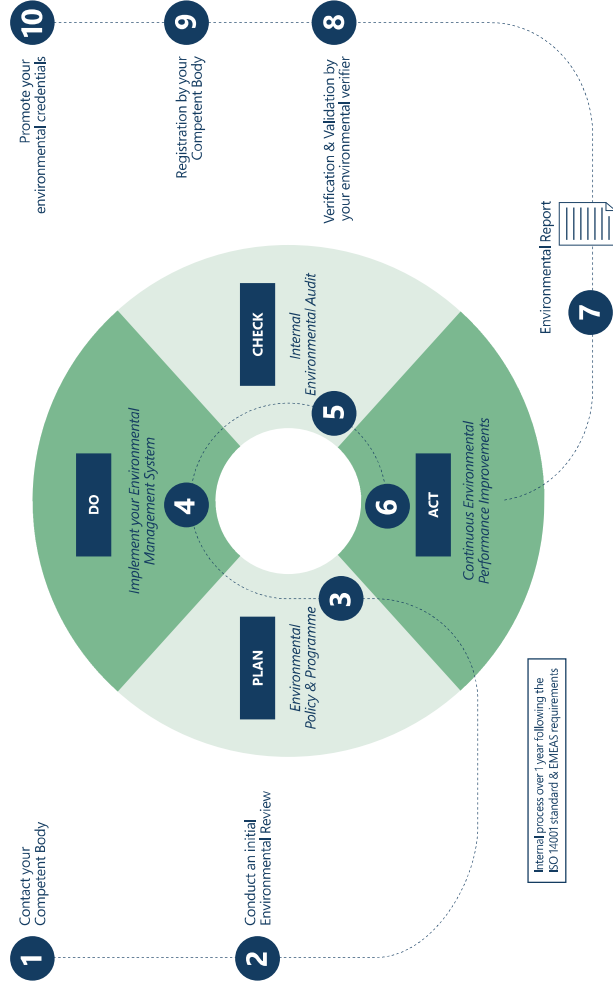 1
Contact your
Competent Body
2
Conduct an initial
Environmental Review
PLAN
Environmental
Policy & Programme
3
DO
Implement your Environmental
Management System
4
CHECK
Internal
Environmental Audit
5
ACT
Continuous Environmental
Performance Improvements
6
Internal process over 1 year following the
ISO 14001 standard & EMEAS requirements
7
Environmental Report
8
Verification & Validation by
your environmental verifier
9
Registration by your
Competent Body
10
Promote your
environmental credentials